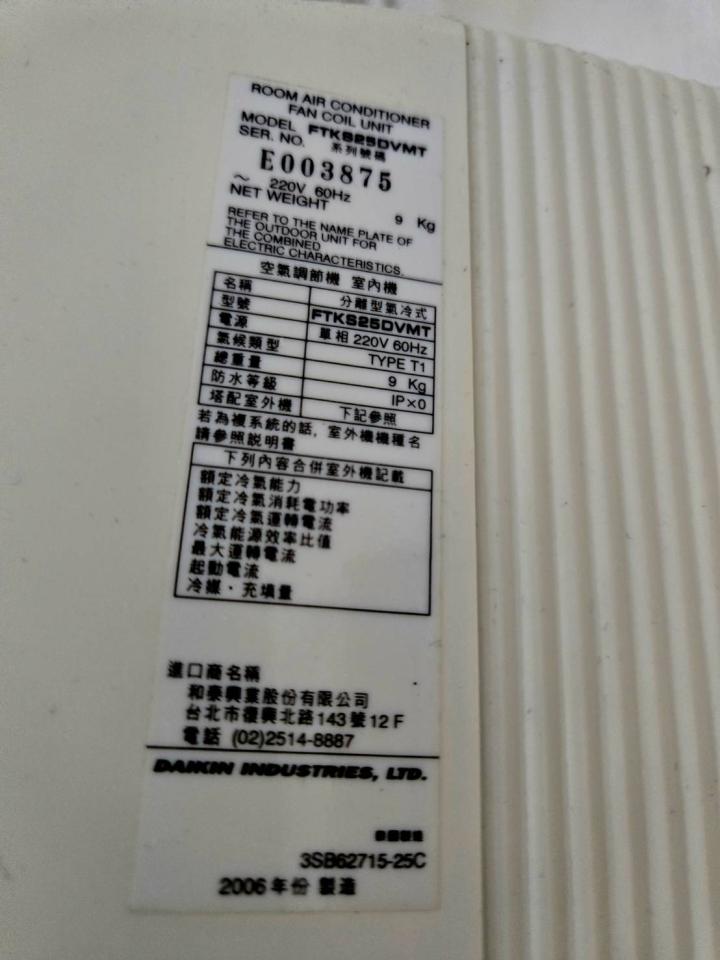 ROOM AIR CONDITIONER
FAN COIL UNIT
MODEL FTKS25DVMT
SER. NO. 系列號碼
E003875
~ 220V 60Hz
NET WEIGHT 9 Kg
REFER TO THE NAME PLATE OF
THE OUTDOOR UNIT FOR
THE COMBINED
ELECTRIC CHARACTERISTICS.
空氣調節機 室內機
名稱 分離型氣冷式
型號 FTKS25DVMT
電源 單相 220V 60Hz
氣候類型 TYPE T1
總重量 9 Kg
防水等級 IP×0
塔配室外機 下記參照
若為複系統的話, 室外機機種名
請參照說明書
下列內容合併室外機記載
額定冷氣能力
額定冷氣消耗電功率
額定冷氣運轉電流
冷氣能源效率比值
最大運轉電流
起動電流
冷媒・充填量
進口商名稱
和泰興業股份有限公司
台北市復興北路143號12F
電話 (02)2514-8887
DAIKIN INDUSTRIES, LTD.
3SB62715-25C
2006年份 製造